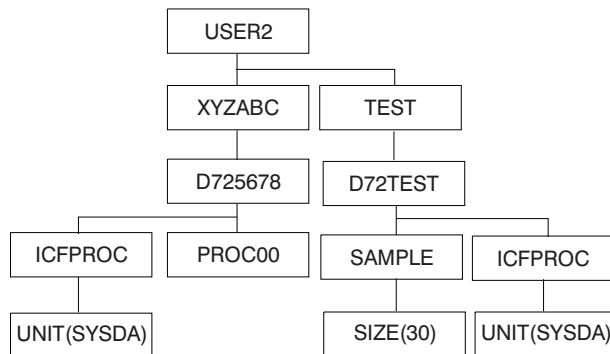 USER2
XYZABC
TEST
D725678
D72TEST
ICFPROC
PROC00
SAMPLE
ICFPROC
UNIT(SYSDA)
SIZE(30)
UNIT(SYSDA)